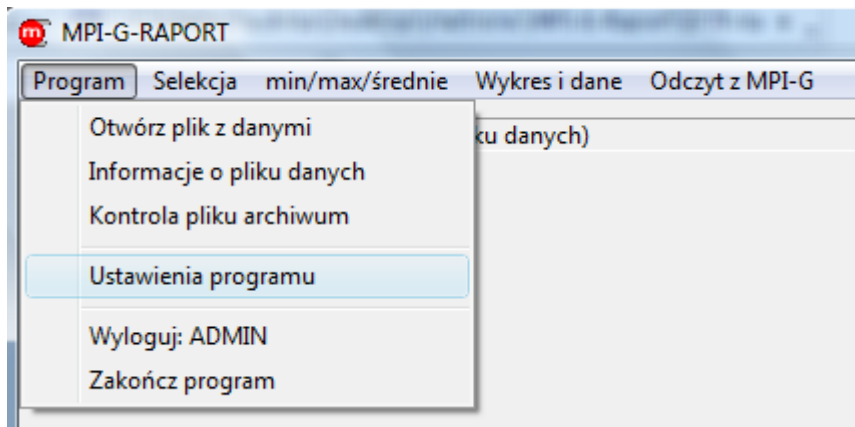 MPI-G-RAPORT
Program Selekcja min/max/średnie Wykres i dane Odczyt z MPI-G
Otwórz plik z danymi
ku danych)
Informacje o pliku danych
Kontrola pliku archiwum
Ustawienia programu
Wyloguj: ADMIN
Zakończ program